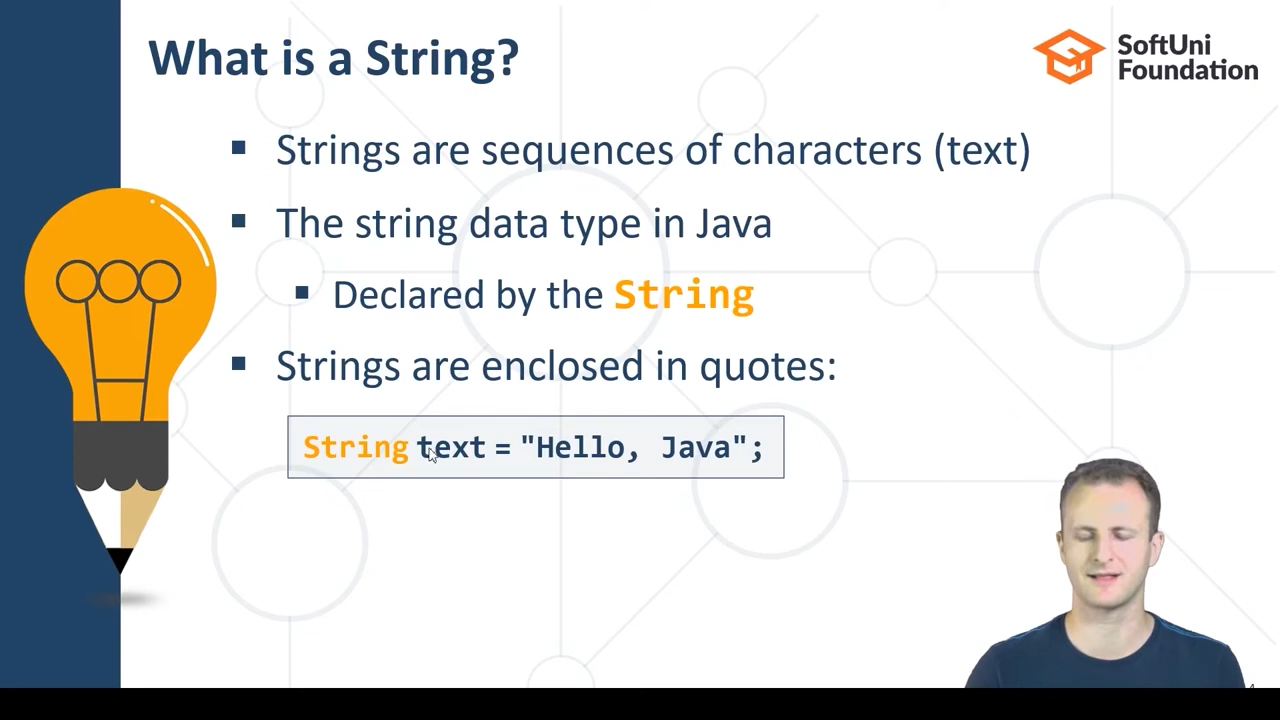 What is a String?
SoftUni
Foundation
Strings are sequences of characters (text)
The string data type in Java
Declared by the String
Strings are enclosed in quotes:
String text = "Hello, Java";